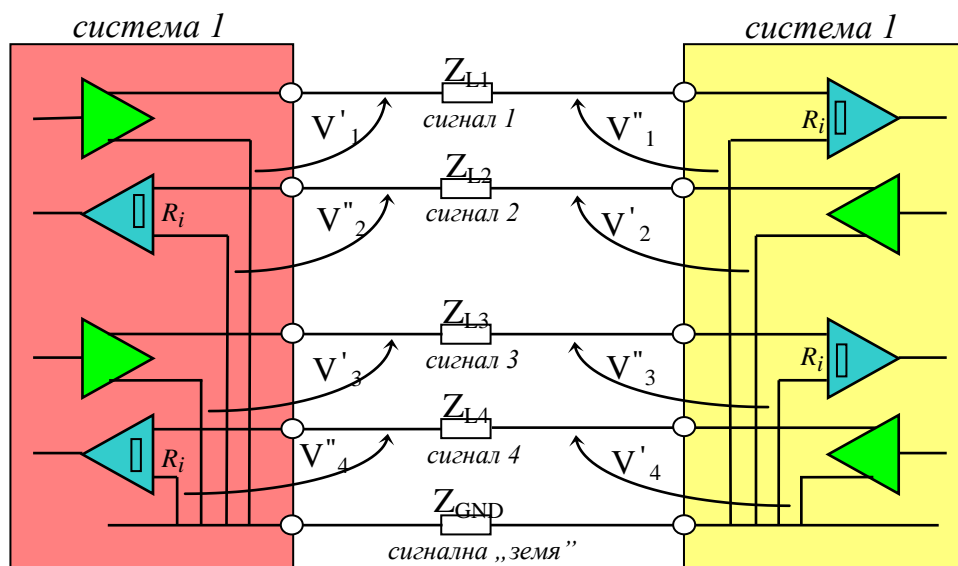 система 1
система 1
Z_L1
V'_1
сигнал 1
V"_1
R_i
Z_L2
R_i
V"_2
сигнал 2
V'_2
Z_L3
V'_3
сигнал 3
V"_3
R_i
Z_L4
R_i
V"_4
сигнал 4
V'_4
Z_GND
сигнална „земя”